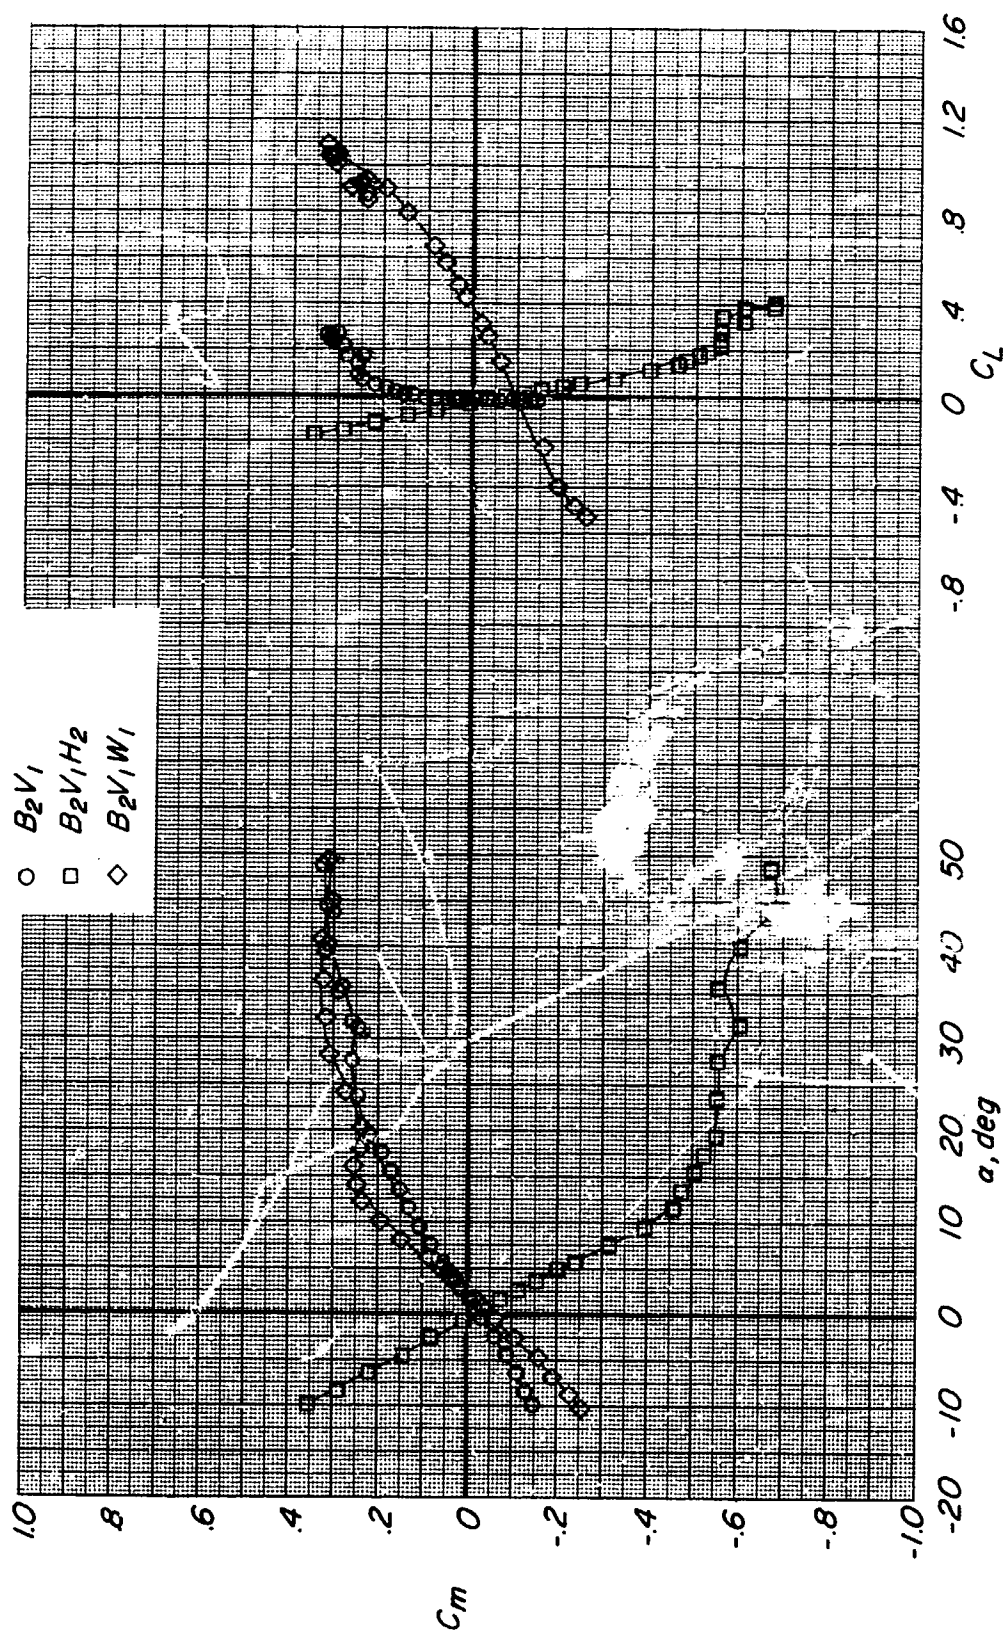 ○ B₂V₁
□ B₂V₁H₂
◇ B₂V₁W₁
1.0
.8
.6
.4
.2
0
-.2
-.4
-.6
-.8
-1.0
Cm
-20 -10 0 10 20 30 40 50
α, deg
-.8 -.4 0 .4 .8 1.2 1.6
CL